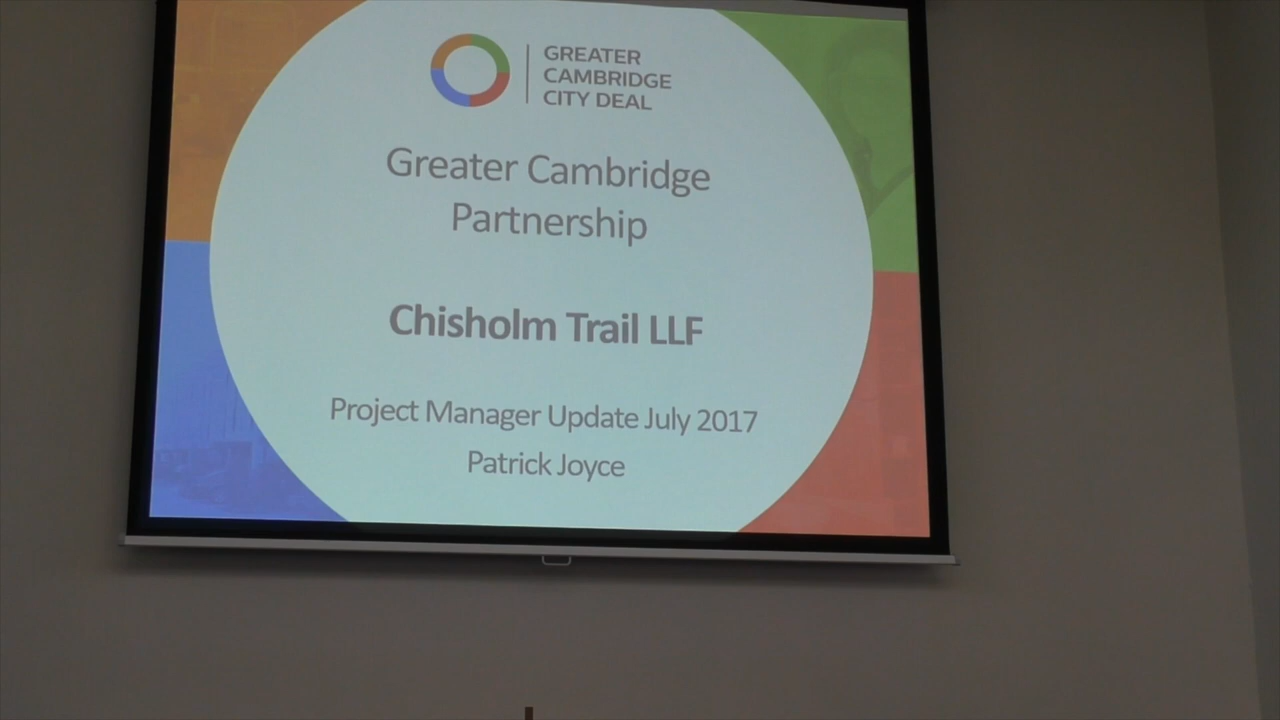 GREATER
CAMBRIDGE
CITY DEAL
Greater Cambridge
Partnership
Chisholm Trail LLF
Project Manager Update July 2017
Patrick Joyce